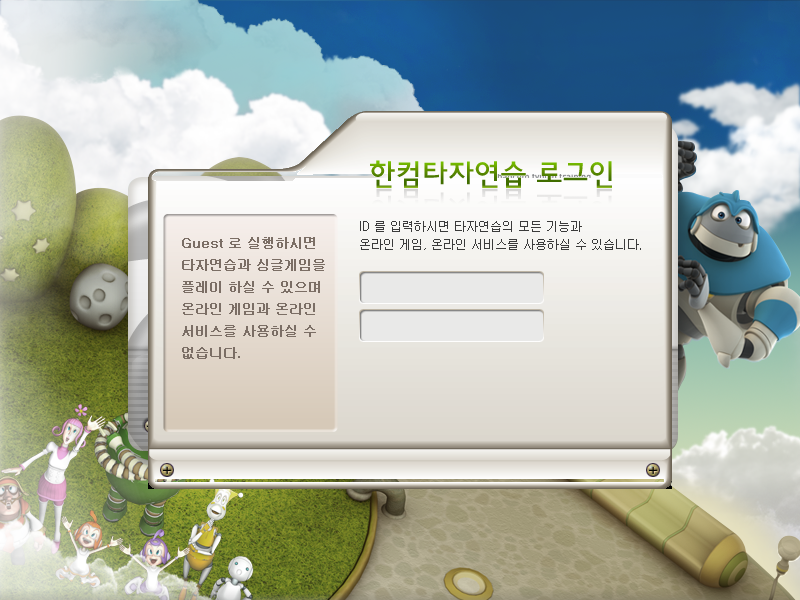 한컴타자연습 로그인
Guest 로 실행하시면
타자연습과 싱글게임을
플레이 하실 수 있으며
온라인 게임과 온라인
서비스를 사용하실 수
없습니다.
ID 를 입력하시면 타자연습의 모든 기능과
온라인 게임, 온라인 서비스를 사용하실 수 있습니다.